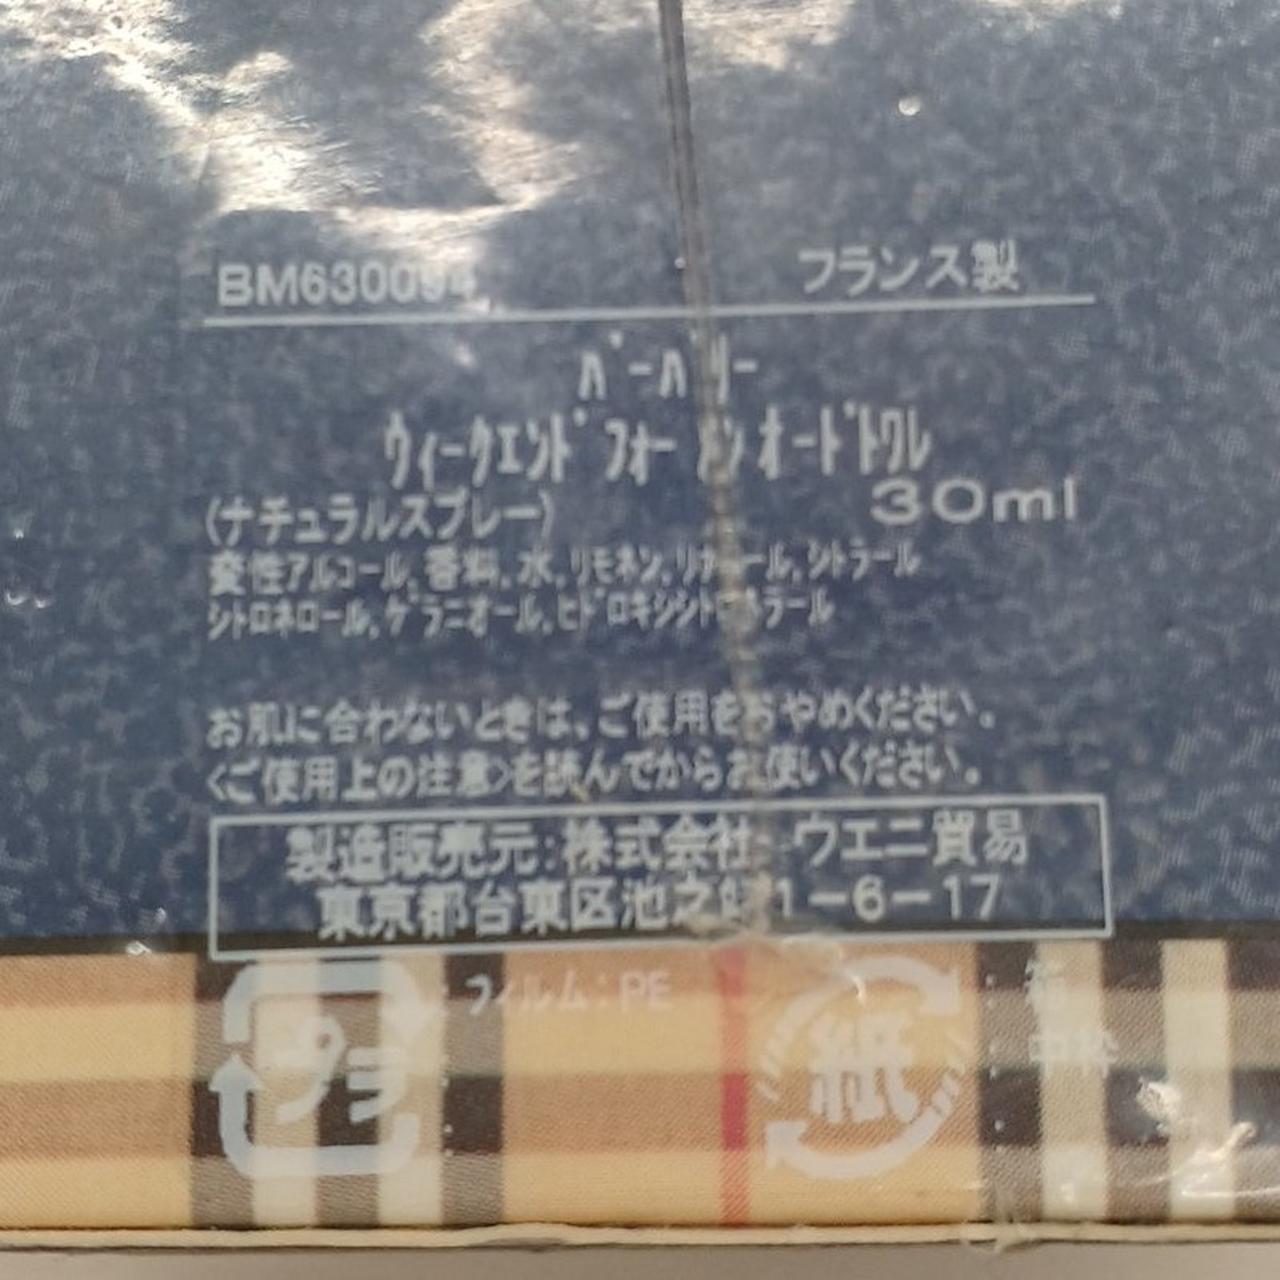 BM630094 フランス製
バーバリー
ウィークエンド フォー メン オードトワレ
30ml
(ナチュラルスプレー)
変性アルコール,香料,水,リモネン,リナロール,シトラール
シトロネロール,ゲラニオール,ヒドロキシシトロネラール
お肌に合わないときは、ご使用をおやめください。
<ご使用上の注意>を読んでからお使いください。
製造販売元:株式会社 ウエニ貿易
東京都台東区池之端1-6-17
プラ :フィルム:PE 紙 :箱
:中枠